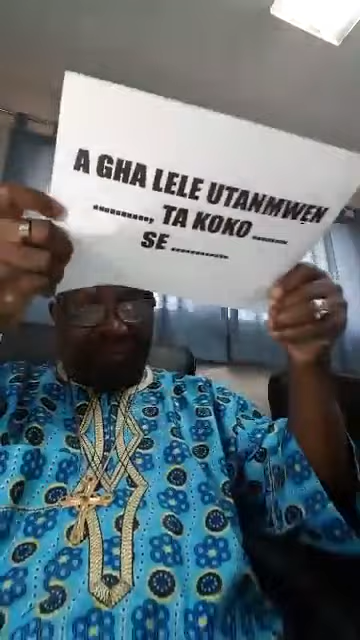 A GHA LELE UTANMWEN
..........., TA KOKO ........
SE .............